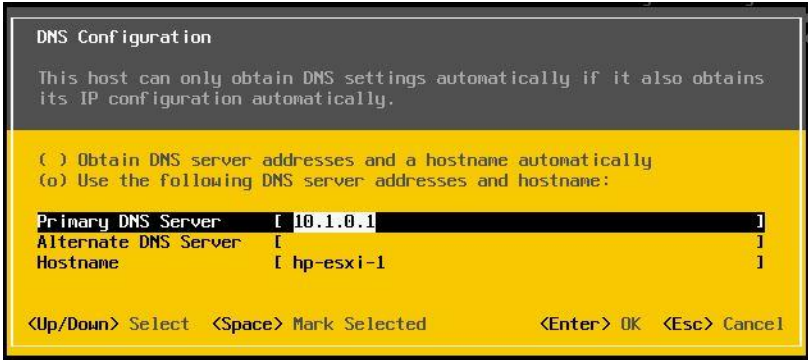 DNS Configuration
This host can only obtain DNS settings automatically if it also obtains
its IP configuration automatically.
( ) Obtain DNS server addresses and a hostname automatically
(o) Use the following DNS server addresses and hostname:
Primary DNS Server [ 10.1.0.1 ]
Alternate DNS Server [ ]
Hostname [ hp-esxi-1 ]
<Up/Down> Select <Space> Mark Selected <Enter> OK <Esc> Cancel